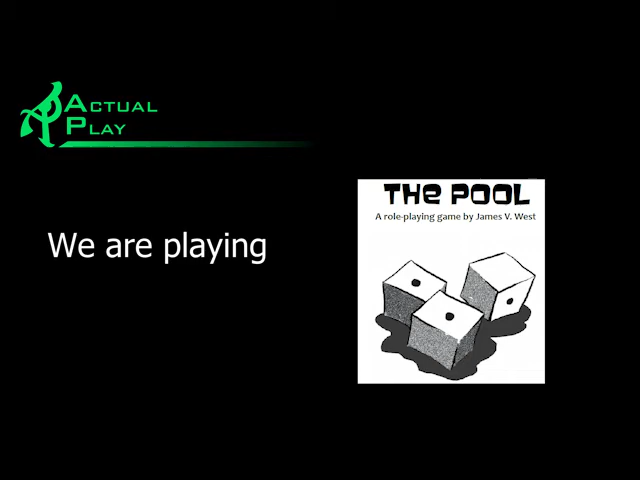 Actual
Play
We are playing
THE POOL
A role-playing game by James V. West